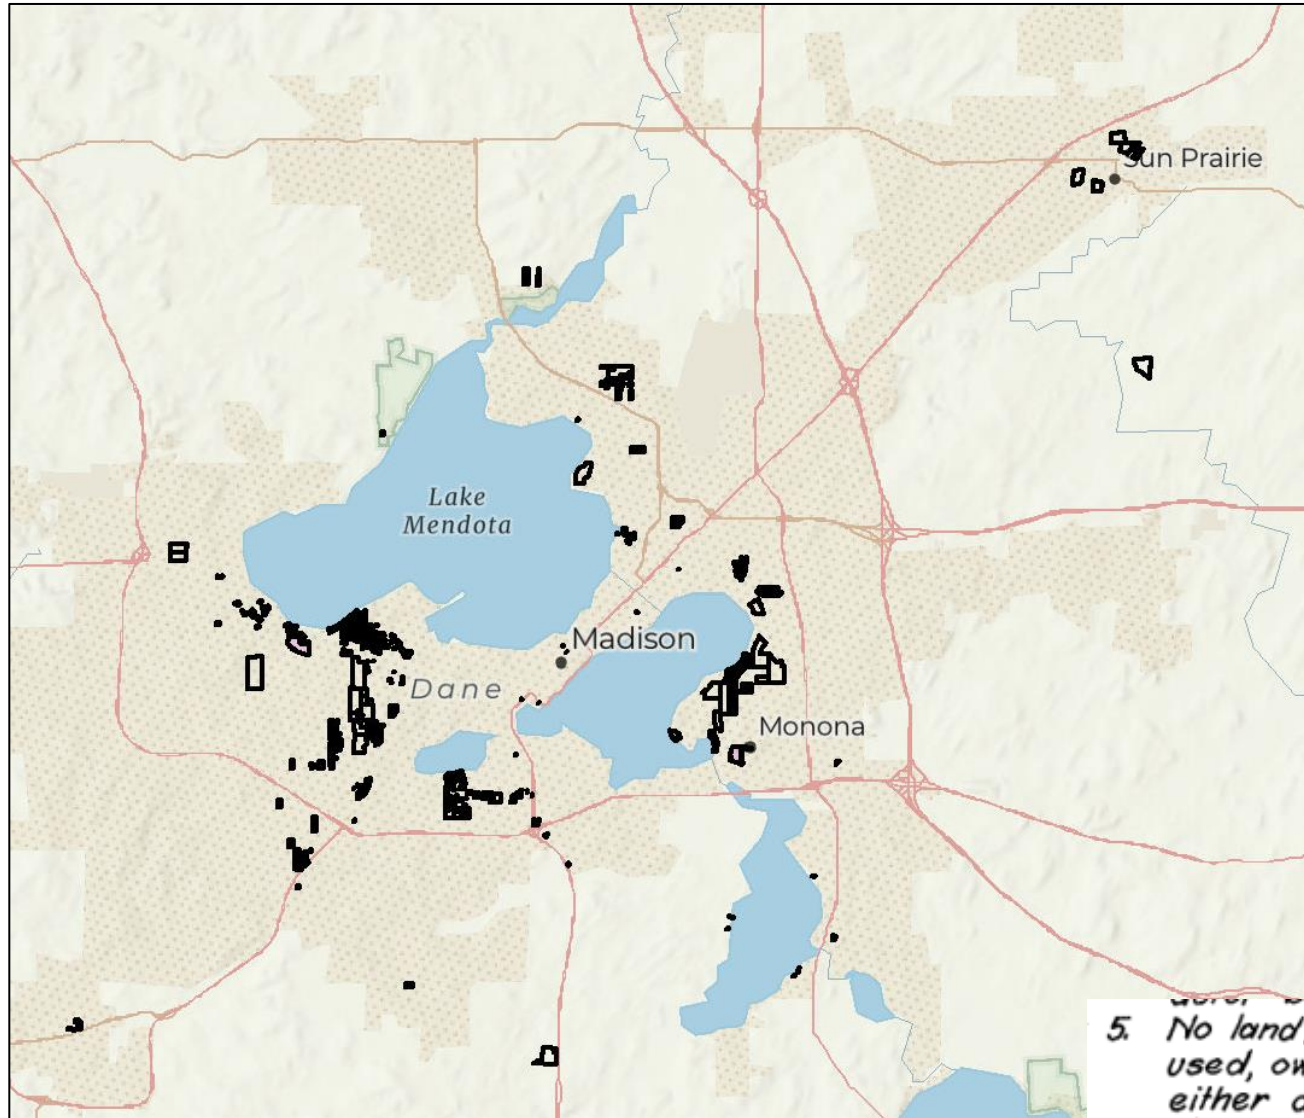 Sun Prairie
Lake
Mendota
Madison
Dane
Monona
5. No land
used, ow
either